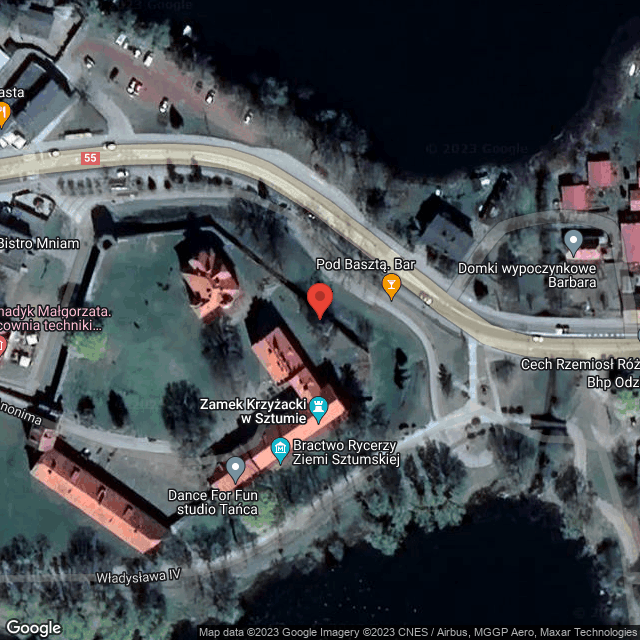 asta
55
© 2023 Google
Bistro Mniam
Pod Basztą. Bar
Domki wypoczynkowe
Barbara
nadyk Małgorzata.
cownia techniki...
Cech Rzemiosł Róż
Bhp Odz
nonima
Zamek Krzyżacki
w Sztumie
Bractwo Rycerzy
Ziemi Sztumskiej
Dance For Fun
studio Tańca
Władysława IV
Google
Map data ©2023 Google Imagery ©2023 CNES / Airbus, MGGP Aero, Maxar Technologies